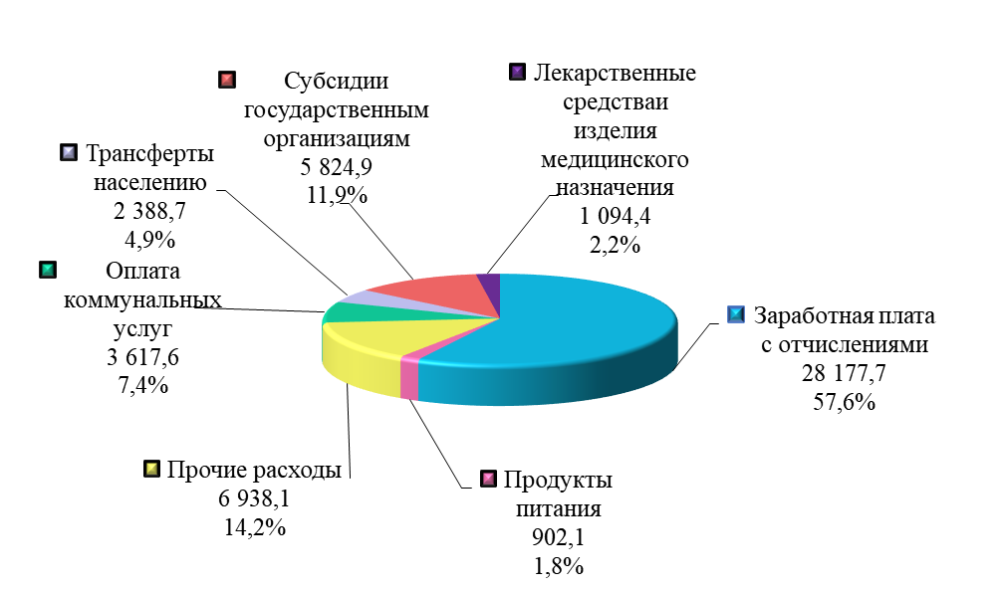 Субсидии
государственным
организациям
5 824,9
11,9%
Лекарственные
средстваи
изделия
медицинского
назначения
1 094,4
2,2%
Трансферты
населению
2 388,7
4,9%
Оплата
коммунальных
услуг
3 617,6
7,4%
Заработная плата
с отчислениями
28 177,7
57,6%
Прочие расходы
6 938,1
14,2%
Продукты
питания
902,1
1,8%